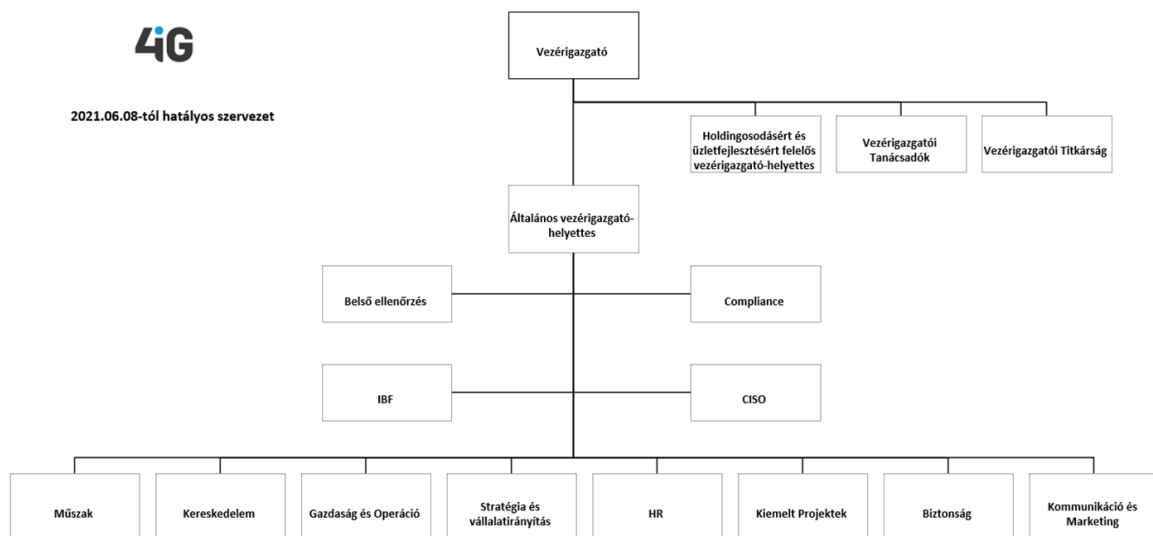 4iG
2021.06.08-tól hatályos szervezet
Vezérigazgató
Holdingosodásért és
üzletfejlesztésért felelős
vezérigazgató-helyettes
Vezérigazgatói
Tanácsadók
Vezérigazgatói Titkárság
Általános vezérigazgató-
helyettes
Belső ellenőrzés
Compliance
IBF
CISO
Műszak
Kereskedelem
Gazdaság és Operáció
Stratégia és
vállalatirányítás
HR
Kiemelt Projektek
Biztonság
Kommunikáció és
Marketing